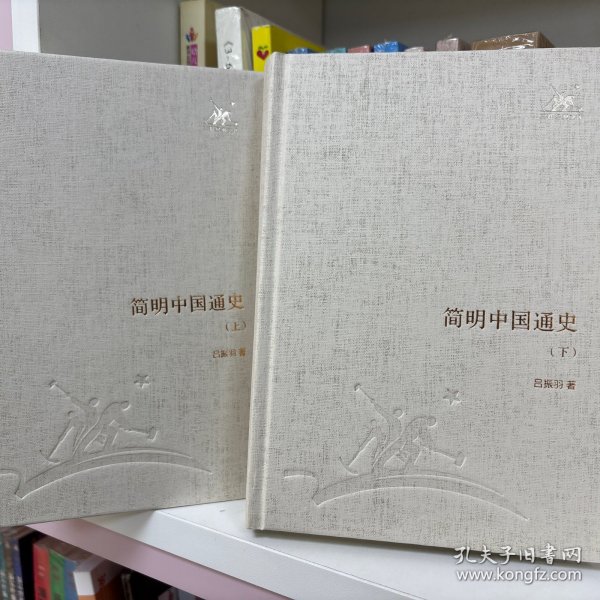 简明中国通史
（上）
吕振羽 著
简明中国通史
（下）
吕振羽 著
孔夫子旧書网
www.kongfz.com